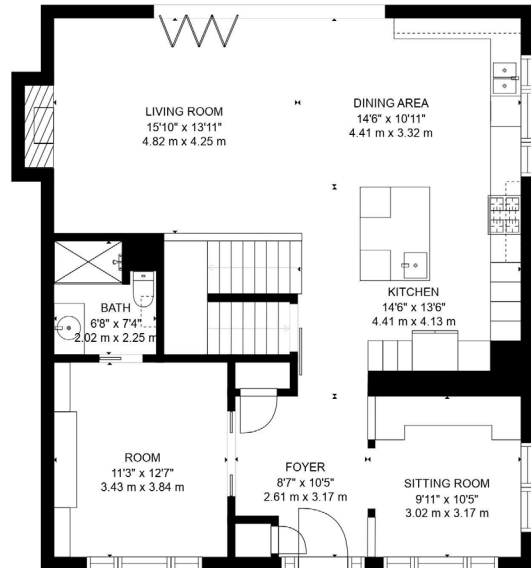 LIVING ROOM
15'10" x 13'11"
4.82 m x 4.25 m
DINING AREA
14'6" x 10'11"
4.41 m x 3.32 m
KITCHEN
14'6" x 13'6"
4.41 m x 4.13 m
BATH
6'8" x 7'4"
2.02 m x 2.25 m
ROOM
11'3" x 12'7"
3.43 m x 3.84 m
FOYER
8'7" x 10'5"
2.61 m x 3.17 m
SITTING ROOM
9'11" x 10'5"
3.02 m x 3.17 m